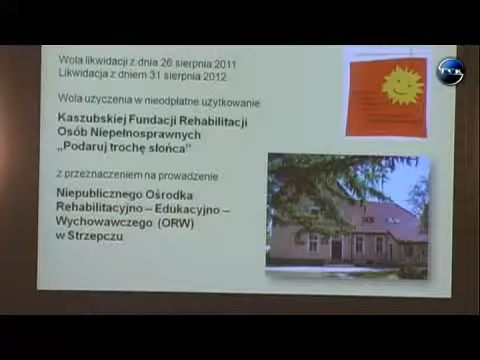 Wola likwidacji z dnia 26 sierpnia 2011
Likwidacja z dniem 31 sierpnia 2012
Wola użyczenia w nieodpłatne użytkowanie
Kaszubskiej Fundacji Rehabilitacji
Osób Niepełnosprawnych
„Podaruj trochę słońca”
z przeznaczeniem na prowadzenie
Niepublicznego Ośrodka
Rehabilitacyjno – Edukacyjno –
Wychowawczego (ORW)
w Strzepczu